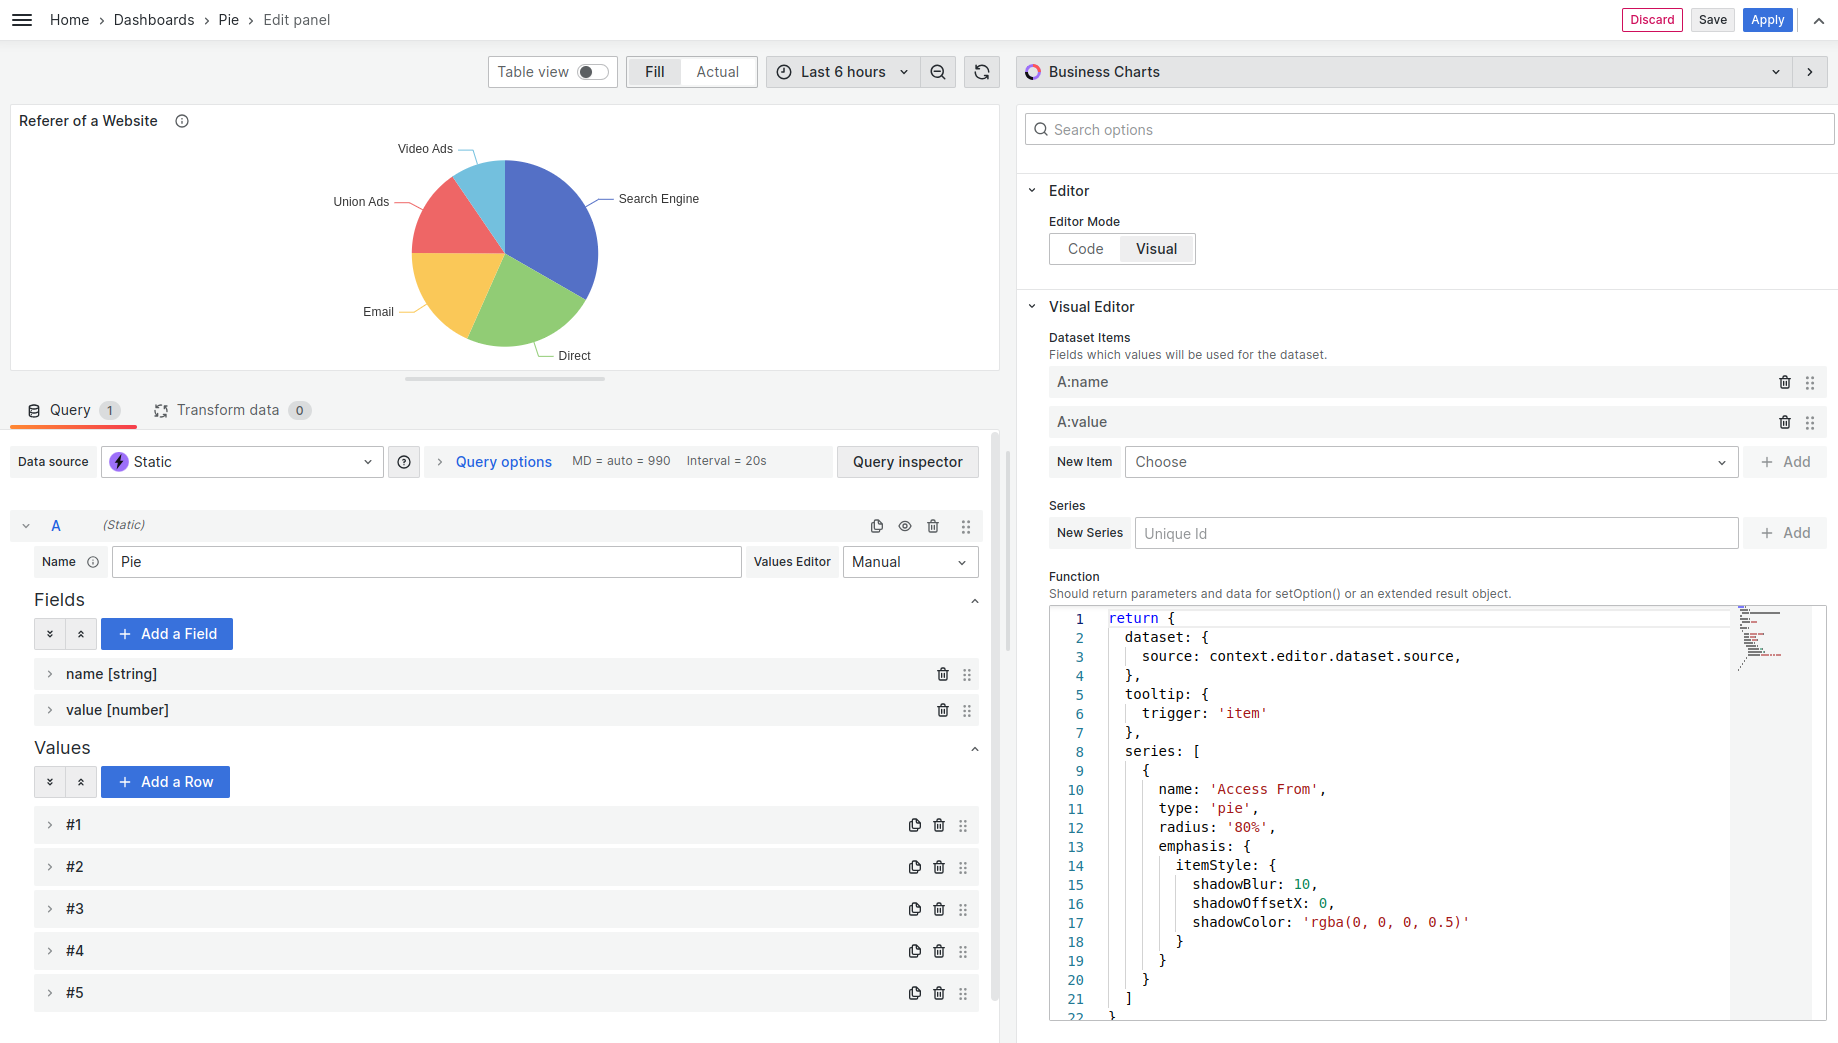 Home › Dashboards › Pie › Edit panel
Discard Save Apply
Table view Fill Actual Last 6 hours
Business Charts
Referer of a Website
Video Ads
Union Ads
Search Engine
Email
Direct
Query 1 Transform data 0
Data source Static Query options MD = auto = 990 Interval = 20s Query inspector
A (Static)
Name Pie Values Editor Manual
Fields
Add a Field
name [string]
value [number]
Values
Add a Row
#1
#2
#3
#4
#5
Search options
Editor
Editor Mode
Code Visual
Visual Editor
Dataset Items
Fields which values will be used for the dataset.
A:name
A:value
New Item Choose + Add
Series
New Series Unique Id + Add
Function
Should return parameters and data for setOption() or an extended result object.
1 return {
2 dataset: {
3 source: context.editor.dataset.source,
4 },
5 tooltip: {
6 trigger: 'item'
7 },
8 series: [
9 {
10 name: 'Access From',
11 type: 'pie',
12 radius: '80%',
13 emphasis: {
14 itemStyle: {
15 shadowBlur: 10,
16 shadowOffsetX: 0,
17 shadowColor: 'rgba(0, 0, 0, 0.5)'
18 }
19 }
20 }
21 ]
22 }